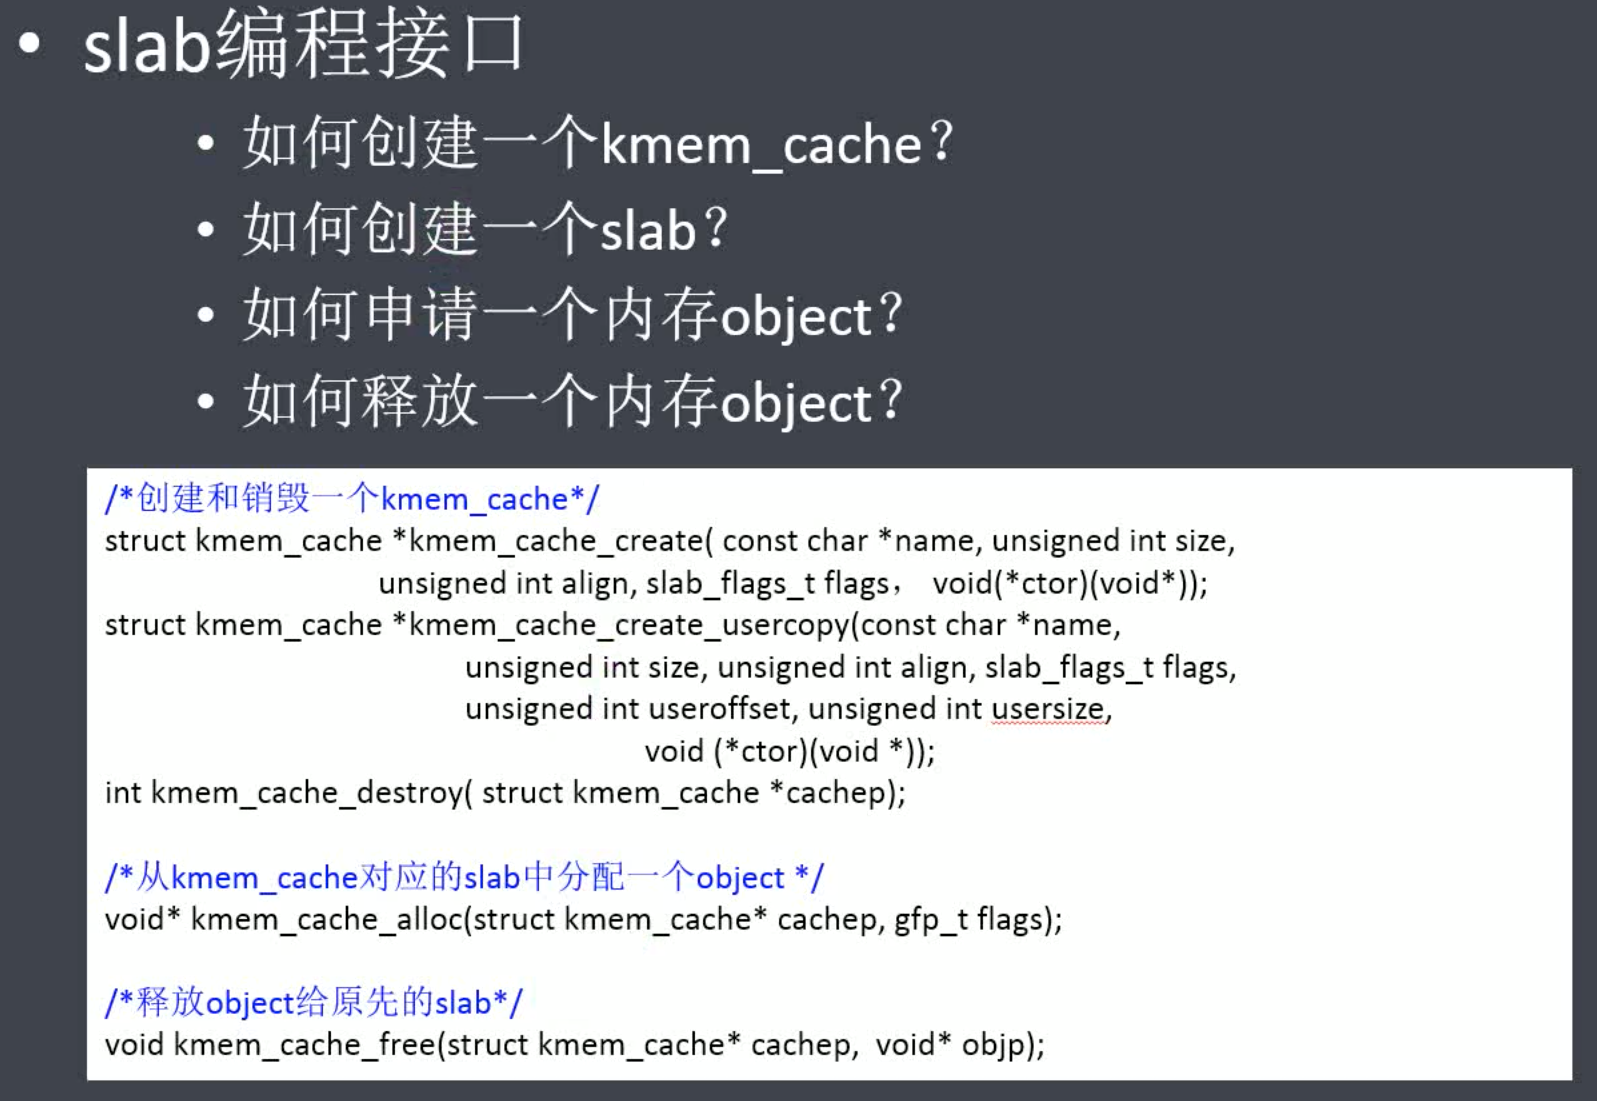 • slab编程接口
• 如何创建一个kmem_cache？
• 如何创建一个slab？
• 如何申请一个内存object？
• 如何释放一个内存object？
/*创建和销毁一个kmem_cache*/
struct kmem_cache *kmem_cache_create( const char *name, unsigned int size,
unsigned int align, slab_flags_t flags， void(*ctor)(void*));
struct kmem_cache *kmem_cache_create_usercopy(const char *name,
unsigned int size, unsigned int align, slab_flags_t flags,
unsigned int useroffset, unsigned int usersize,
void (*ctor)(void *));
int kmem_cache_destroy( struct kmem_cache *cachep);
/*从kmem_cache对应的slab中分配一个object */
void* kmem_cache_alloc(struct kmem_cache* cachep, gfp_t flags);
/*释放object给原先的slab*/
void kmem_cache_free(struct kmem_cache* cachep, void* objp);